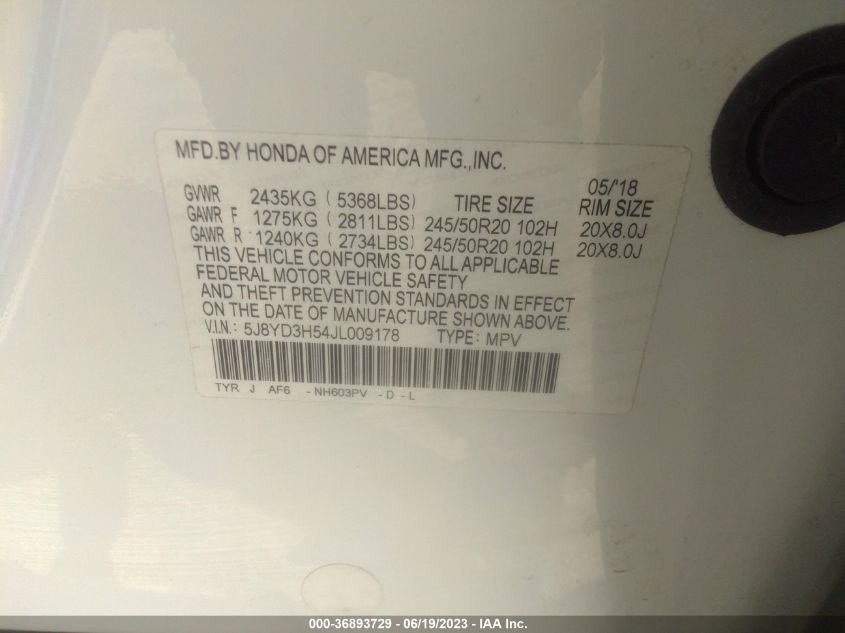 MFD.BY HONDA OF AMERICA MFG.,INC.
05/'18
GVWR 2435KG ( 5368LBS) TIRE SIZE RIM SIZE
GAWR F 1275KG ( 2811LBS) 245/50R20 102H 20X8.0J
GAWR R 1240KG ( 2734LBS) 245/50R20 102H 20X8.0J
THIS VEHICLE CONFORMS TO ALL APPLICABLE
FEDERAL MOTOR VEHICLE SAFETY
AND THEFT PREVENTION STANDARDS IN EFFECT
ON THE DATE OF MANUFACTURE SHOWN ABOVE.
V.I.N.: 5J8YD3H54JL009178 TYPE: MPV
TYR J AF6 -NH603PV -D -L
000-36893729 - 06/19/2023 - IAA Inc.